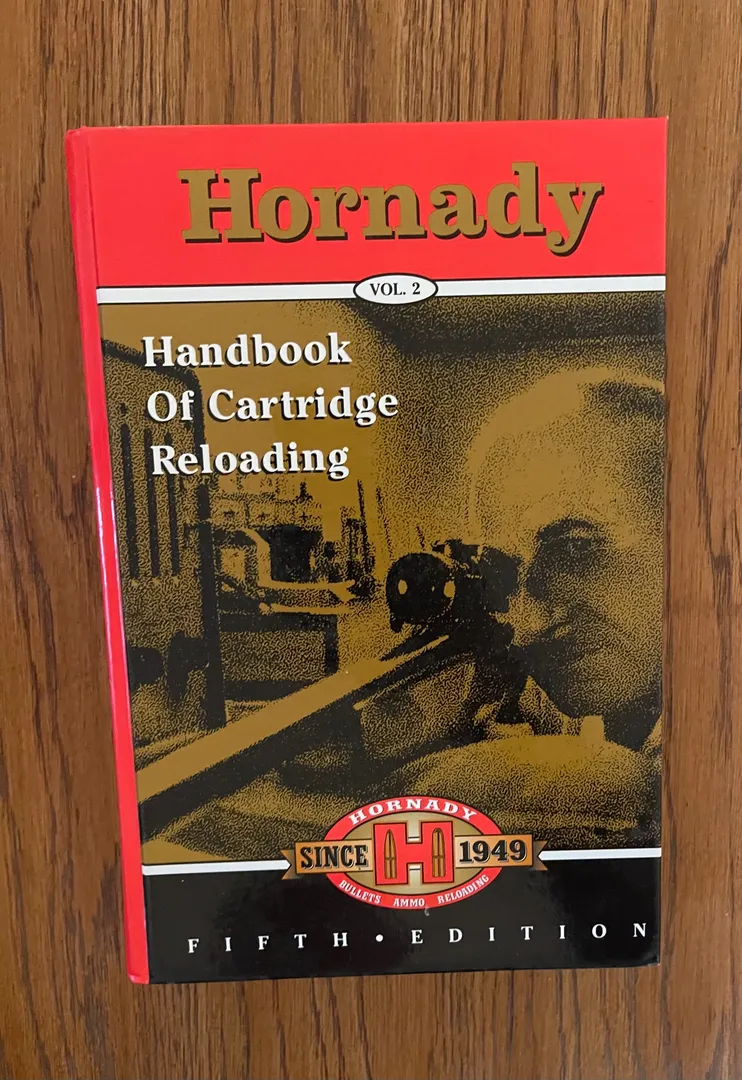 Hornady
VOL. 2
Handbook
Of Cartridge
Reloading
HORNADY
SINCE H 1949
BULLETS AMMO RELOADING
FIFTH • EDITION